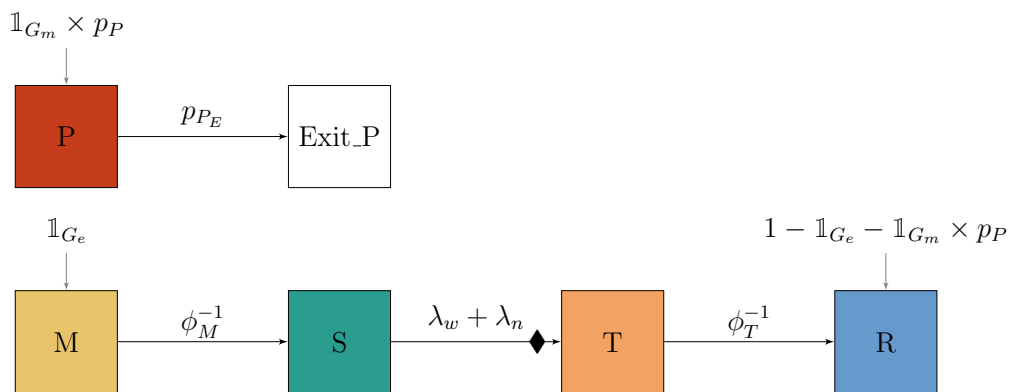 𝟙_{G_m} × p_P
P
p_{P_E}
Exit_P
𝟙_{G_e}
1 − 𝟙_{G_e} − 𝟙_{G_m} × p_P
M
ϕ_M^{-1}
S
λ_w + λ_n
T
ϕ_T^{-1}
R